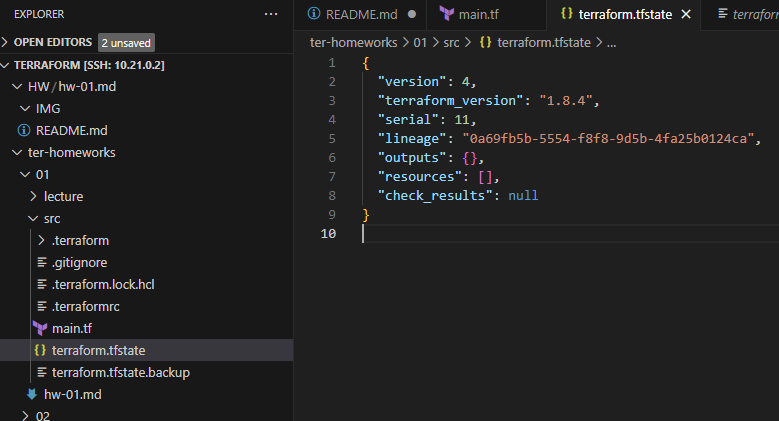 EXPLORER ...
OPEN EDITORS 2 unsaved
TERRAFORM [SSH: 10.21.0.2]
HW / hw-01.md
IMG
README.md
ter-homeworks
01
lecture
src
.terraform
.gitignore
.terraform.lock.hcl
.terraformrc
main.tf
terraform.tfstate
terraform.tfstate.backup
hw-01.md
02
README.md main.tf terraform.tfstate terraform
ter-homeworks > 01 > src > {} terraform.tfstate > ...
1 {
2 "version": 4,
3 "terraform_version": "1.8.4",
4 "serial": 11,
5 "lineage": "0a69fb5b-5554-f8f8-9d5b-4fa25b0124ca",
6 "outputs": {},
7 "resources": [],
8 "check_results": null
9 }
10